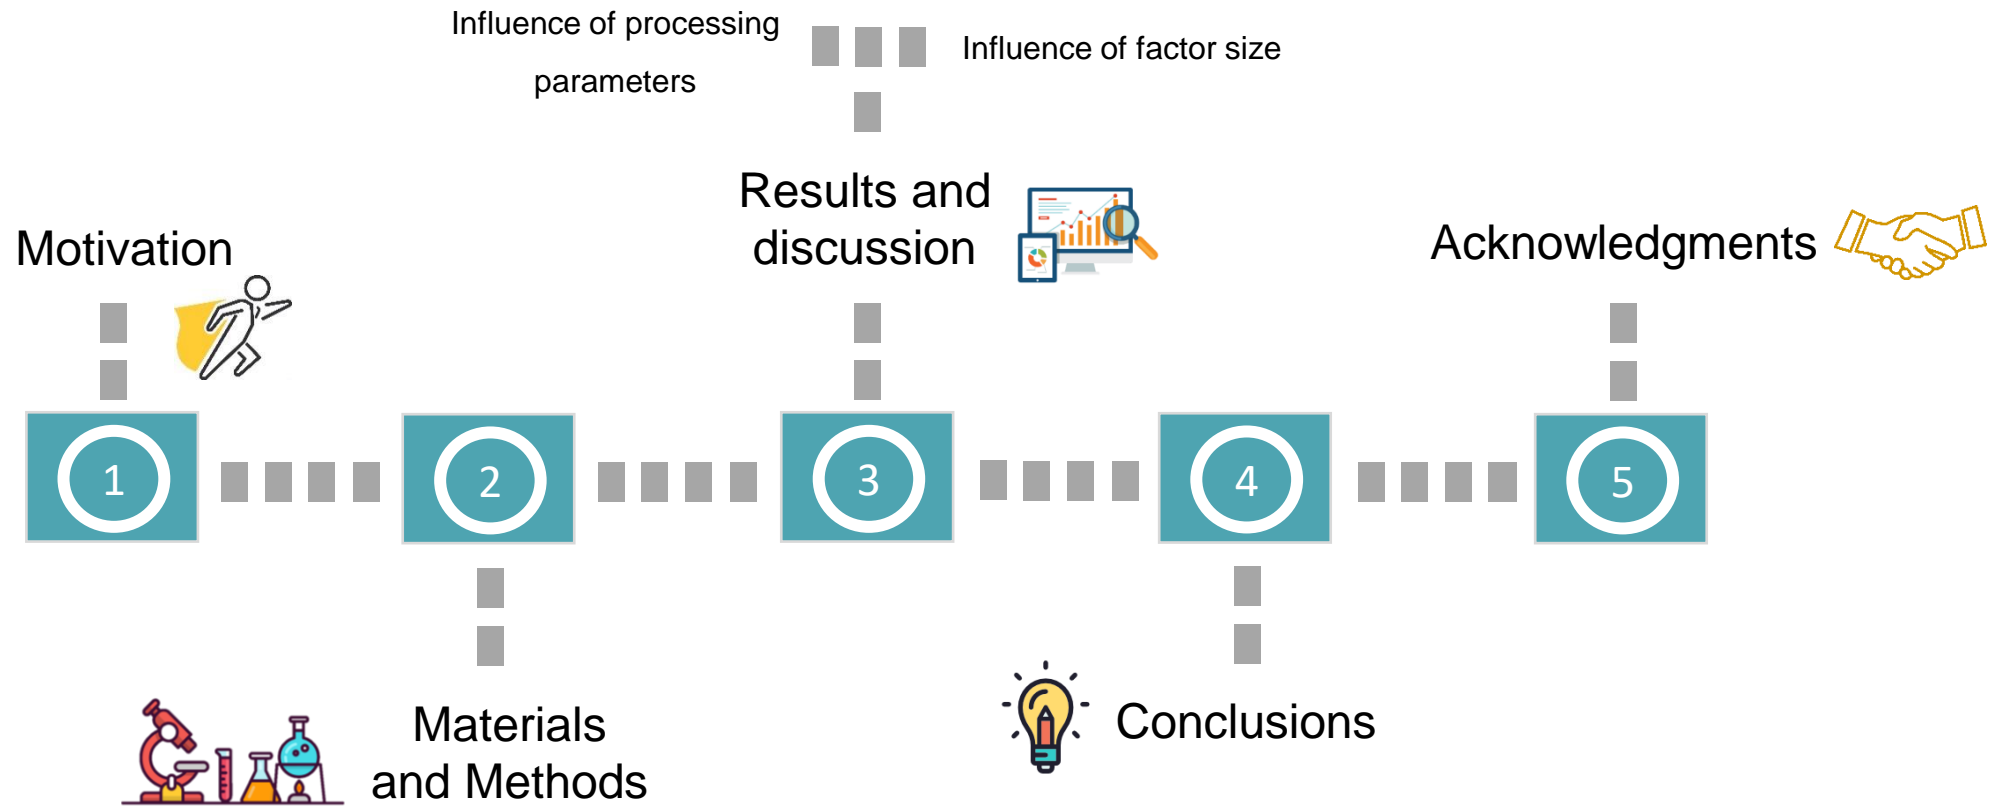 Influence of processing
parameters
Influence of factor size
Results and
discussion
Motivation
Acknowledgments
1
2
3
4
5
Materials
and Methods
Conclusions